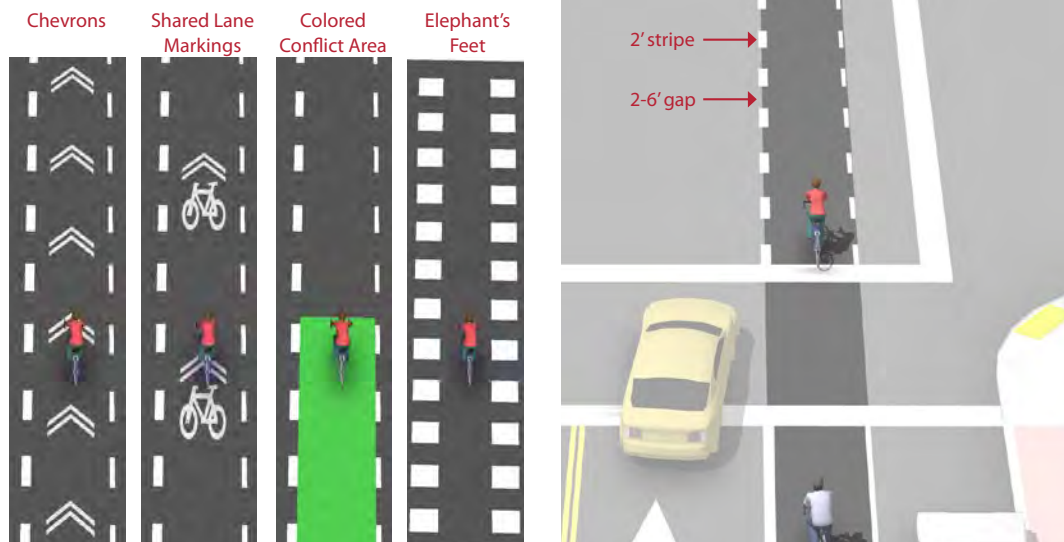 Chevrons
Shared Lane
Markings
Colored
Conflict Area
Elephant’s
Feet
2’ stripe
2-6’ gap